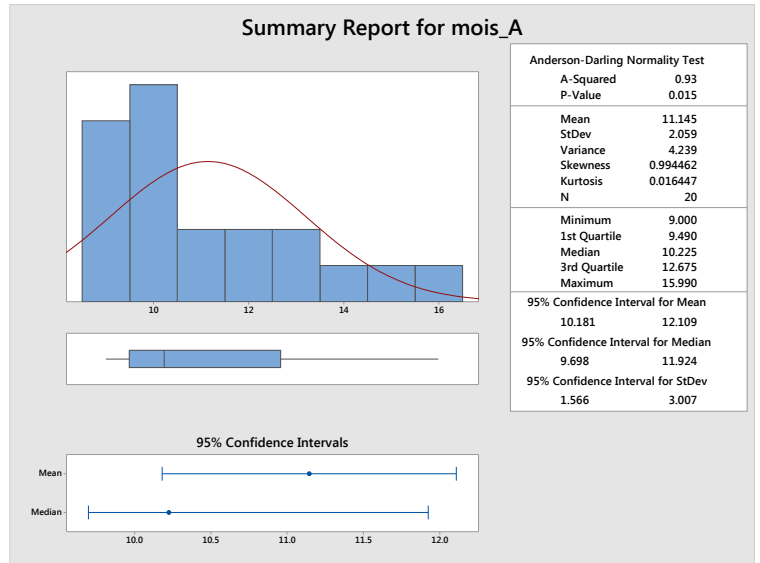 Summary Report for mois_A
10 12 14 16
95% Confidence Intervals
Mean
Median
10.0 10.5 11.0 11.5 12.0
Anderson-Darling Normality Test
A-Squared 0.93
P-Value 0.015
Mean 11.145
StDev 2.059
Variance 4.239
Skewness 0.994462
Kurtosis 0.016447
N 20
Minimum 9.000
1st Quartile 9.490
Median 10.225
3rd Quartile 12.675
Maximum 15.990
95% Confidence Interval for Mean
10.181 12.109
95% Confidence Interval for Median
9.698 11.924
95% Confidence Interval for StDev
1.566 3.007